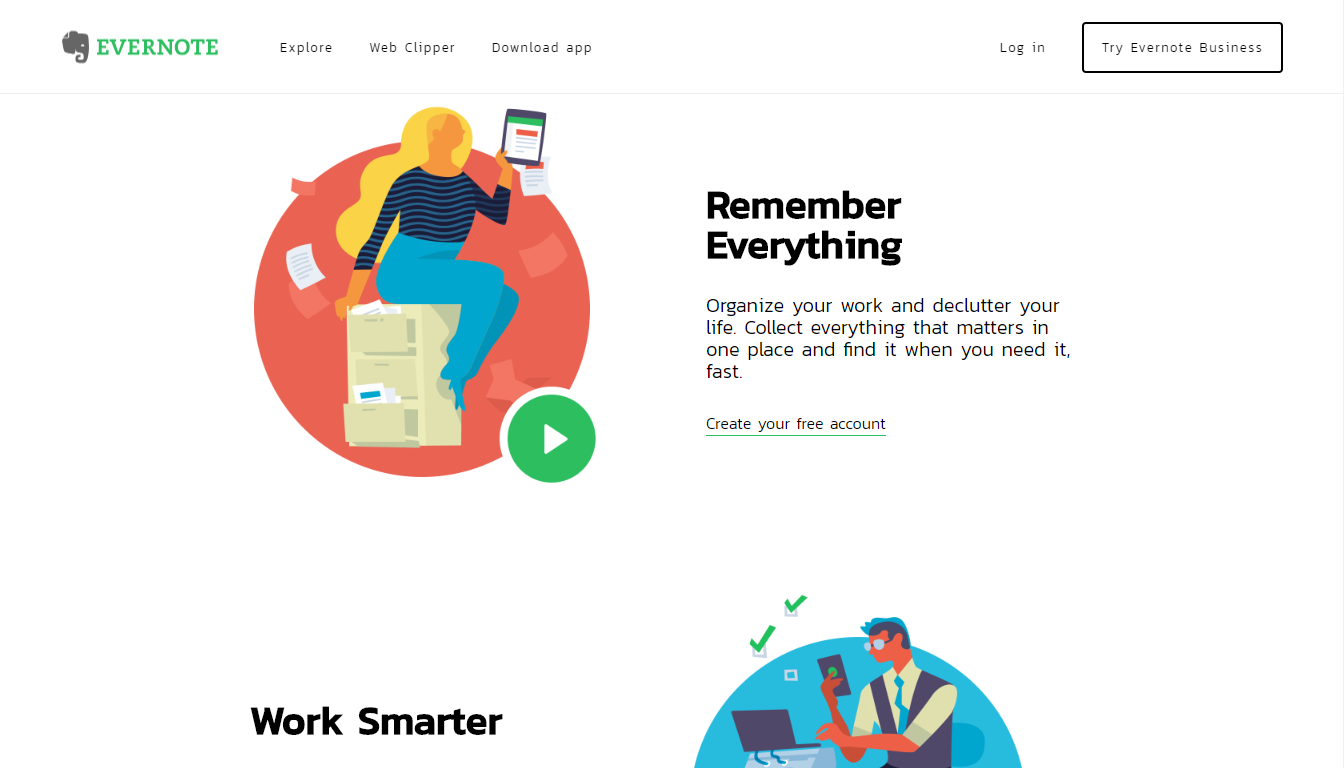 EVERNOTE
Explore
Web Clipper
Download app
Log in
Try Evernote Business
Remember
Everything
Organize your work and declutter your
life. Collect everything that matters in
one place and find it when you need it,
fast.
Create your free account
Work Smarter